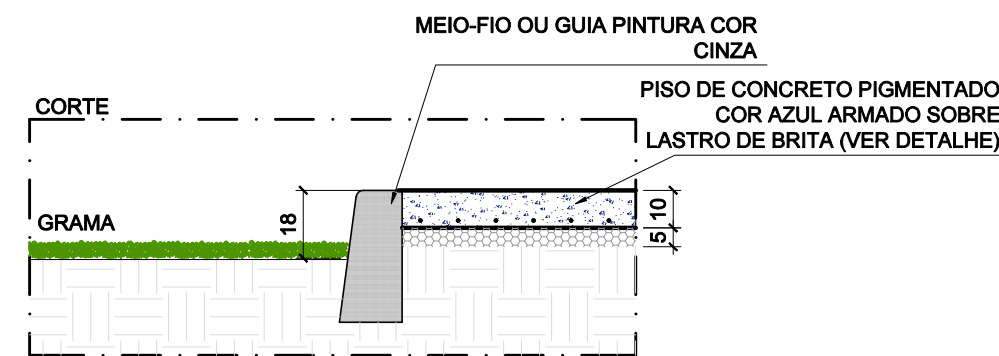 MEIO-FIO OU GUIA PINTURA COR
CINZA
PISO DE CONCRETO PIGMENTADO
COR AZUL ARMADO SOBRE
LASTRO DE BRITA (VER DETALHE)
CORTE
GRAMA
18
10
5